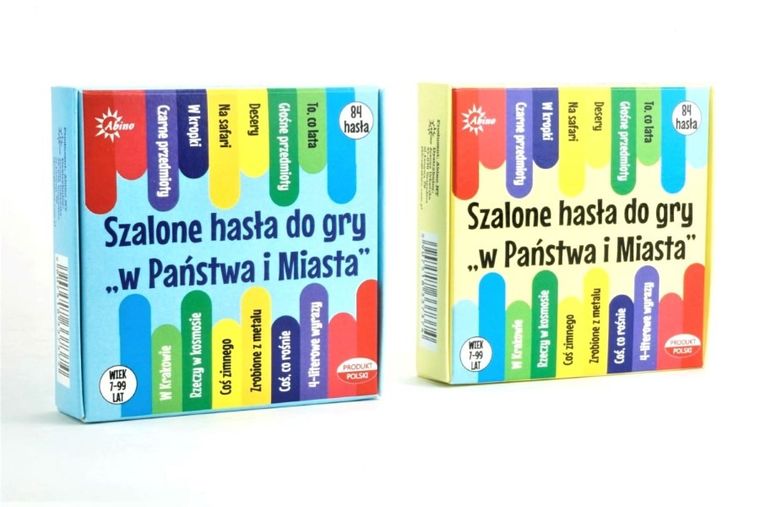 Abino
Czarne przedmioty
W kropki
Na safari
Desery
Głośne przedmioty
To, co lata
84
hasła
Szalone hasła do gry
„w Państwa i Miasta”
WIEK
7-99
LAT
W Krakowie
Rzeczy w kosmosie
Coś zimnego
Zrobione z metalu
Coś, co rośnie
4-literowe wyrazy
PRODUKT
POLSKI
Abino
Czarne przedmioty
W kropki
Na safari
Desery
Głośne przedmioty
To, co lata
84
hasła
Szalone hasła do gry
„w Państwa i Miasta”
WIEK
7-99
LAT
W Krakowie
Rzeczy w kosmosie
Coś zimnego
Zrobione z metalu
Coś, co rośnie
4-literowe wyrazy
PRODUKT
POLSKI